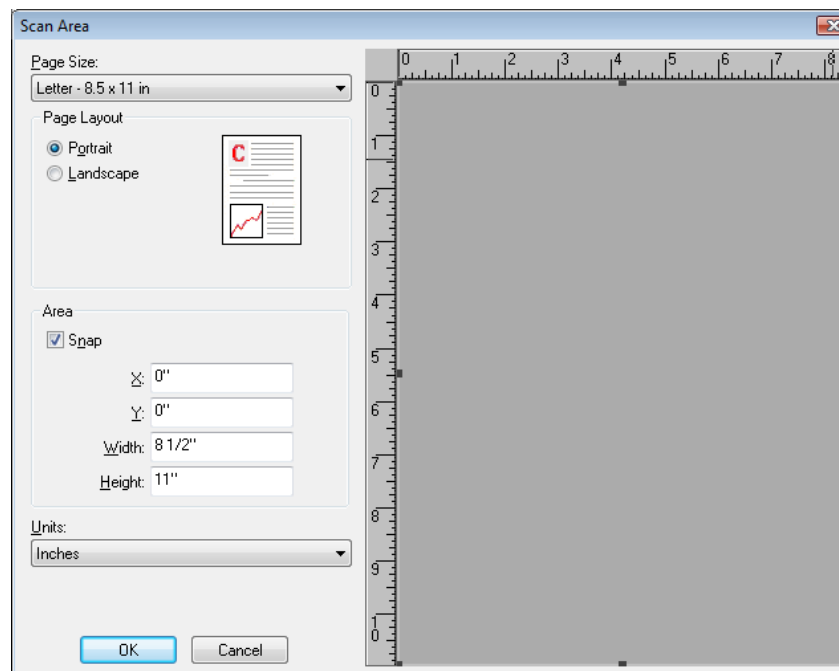 Scan Area
Page Size:
Letter - 8.5 x 11 in
Page Layout
Portrait
Landscape
C
Area
Snap
X: 0"
Y: 0"
Width: 8 1/2"
Height: 11"
Units:
Inches
OK Cancel
0 1 2 3 4 5 6 7 8
0
1
2
3
4
5
6
7
8
9
10